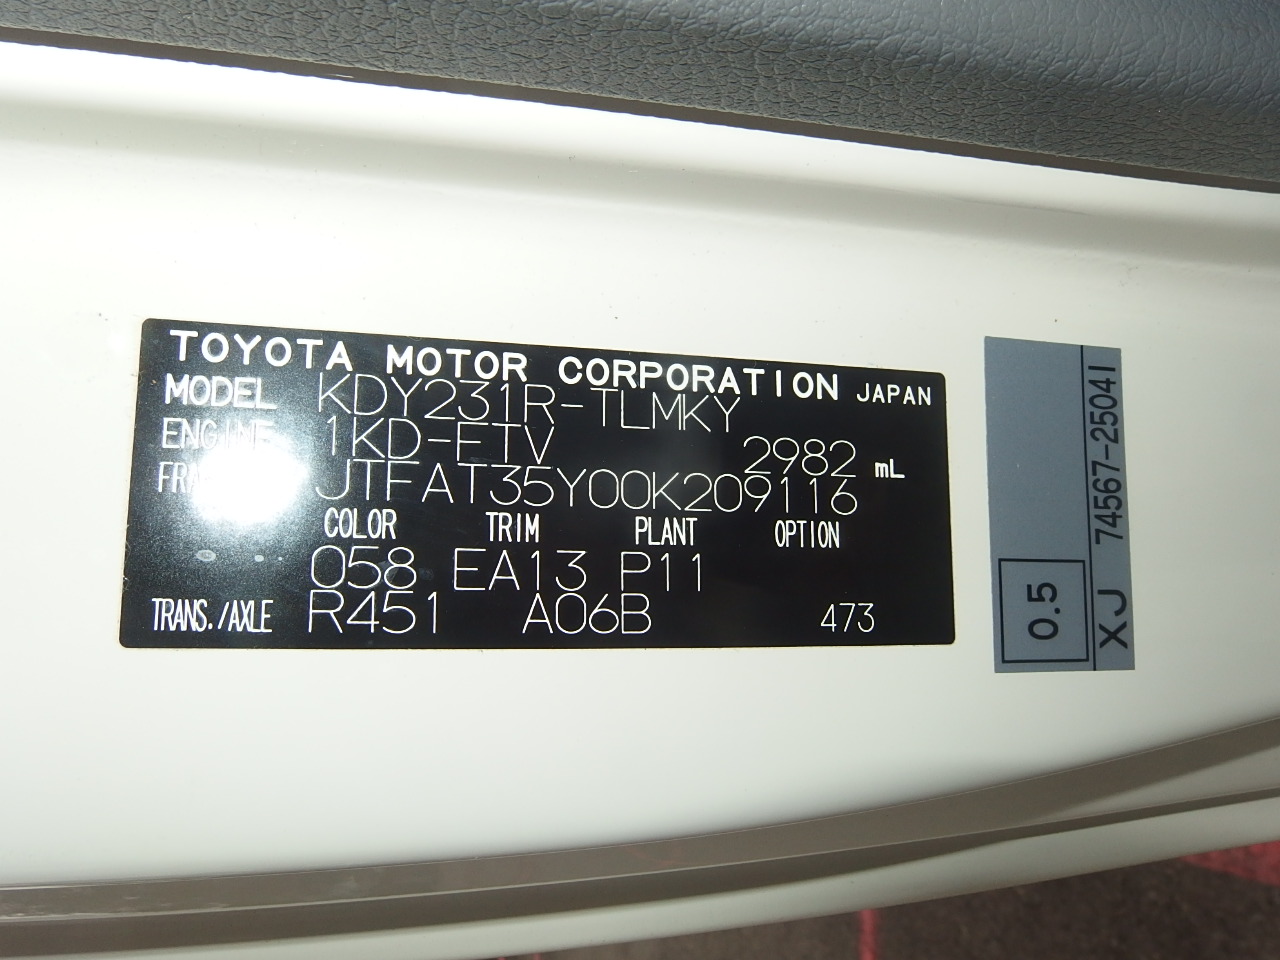 TOYOTA MOTOR CORPORATION JAPAN
MODEL KDY231R-TLMKY
ENGINE 1KD-FTV 2982 mL
JTFAT35Y00K209116
COLOR TRIM PLANT OPTION
058 EA13 P11
TRANS./AXLE R451 A06B 473
74567-25041
0.5 XJ